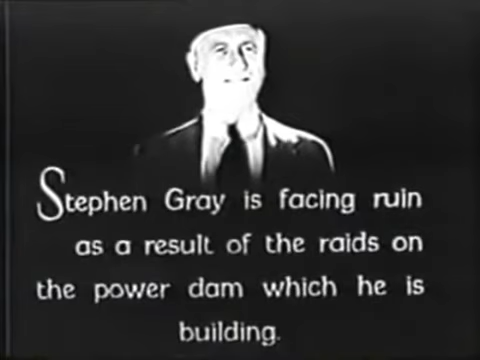 Stephen Gray is facing ruin
as a result of the raids on
the power dam which he is
building.